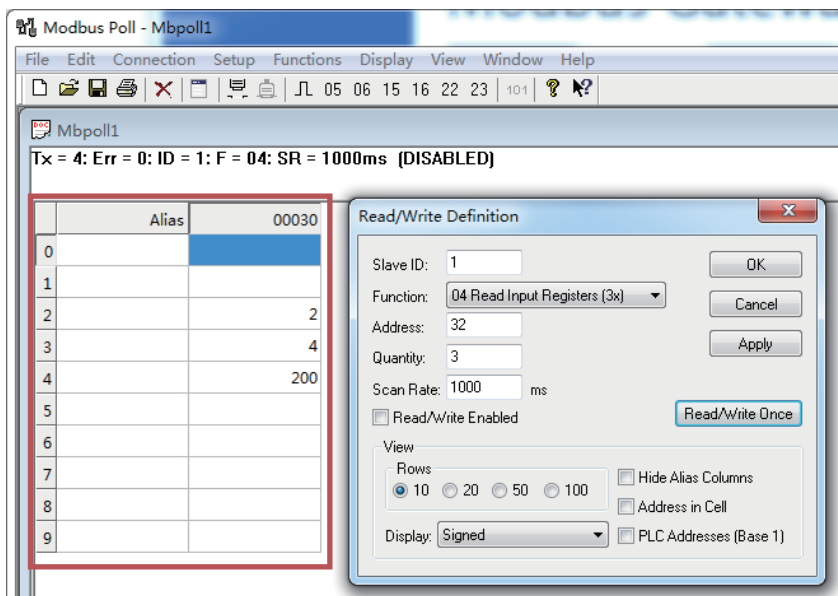 Modbus Gateway
Modbus Poll - Mbpoll1
File Edit Connection Setup Functions Display View Window Help
05 06 15 16 22 23 101
Mbpoll1
Tx = 4: Err = 0: ID = 1: F = 04: SR = 1000ms (DISABLED)
Alias 00030
0
1
2 2
3 4
4 200
5
6
7
8
9
Read/Write Definition
Slave ID: 1
OK
Function: 04 Read Input Registers (3x)
Cancel
Address: 32
Apply
Quantity: 3
Scan Rate: 1000 ms
Read/Write Enabled
Read/Write Once
View
Rows
10 20 50 100
Hide Alias Columns
Address in Cell
Display: Signed
PLC Addresses (Base 1)